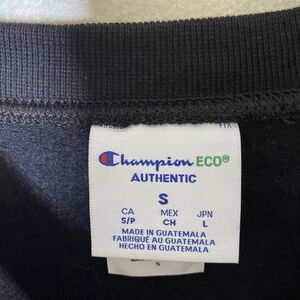 Champion ECO®
AUTHENTIC
S
CA MEX JPN
S/P CH L
MADE IN GUATEMALA
FABRIQUÉ AU GUATEMALA
HECHO EN GUATEMALA
S